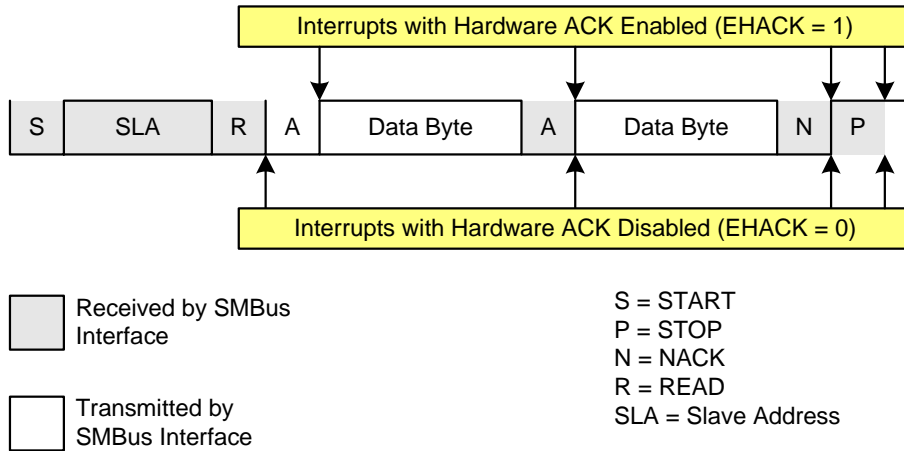 Interrupts with Hardware ACK Enabled (EHACK = 1)
S SLA R A Data Byte A Data Byte N P
Interrupts with Hardware ACK Disabled (EHACK = 0)
Received by SMBus
Interface
Transmitted by
SMBus Interface
S = START
P = STOP
N = NACK
R = READ
SLA = Slave Address